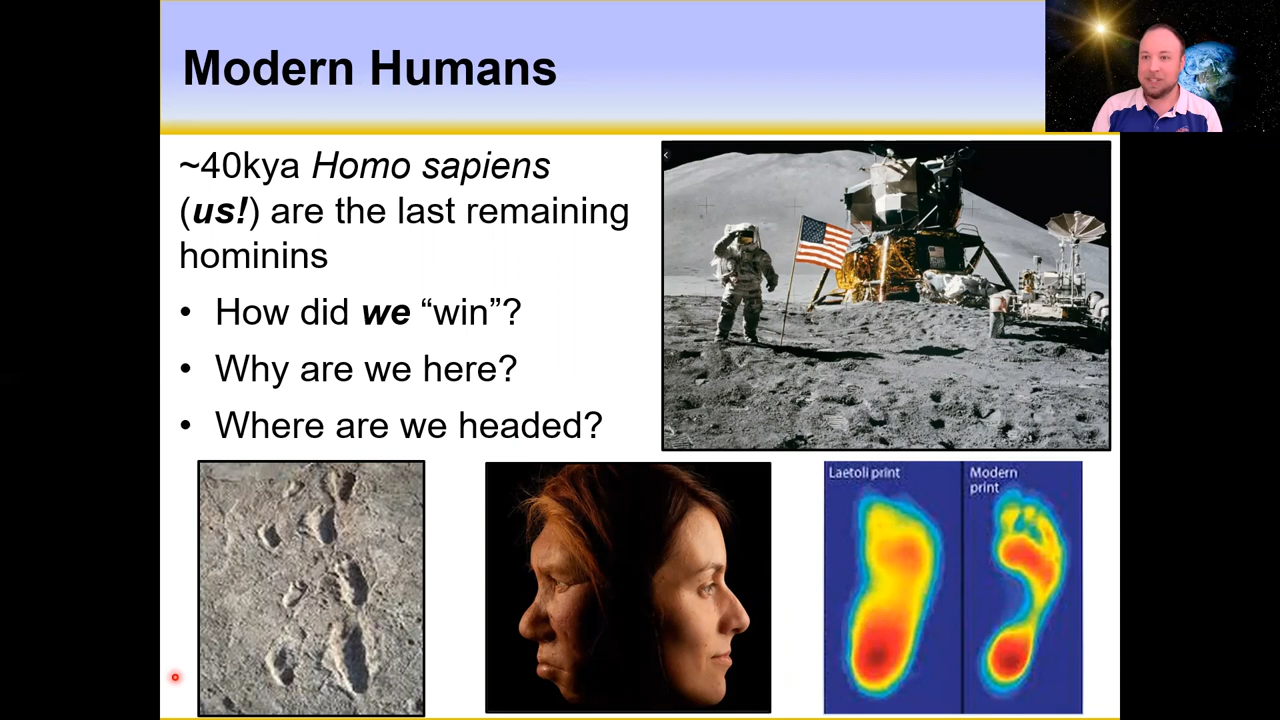 Modern Humans
~40kya Homo sapiens
(us!) are the last remaining
hominins
• How did we “win”?
• Why are we here?
• Where are we headed?
Laetoli print
Modern
print